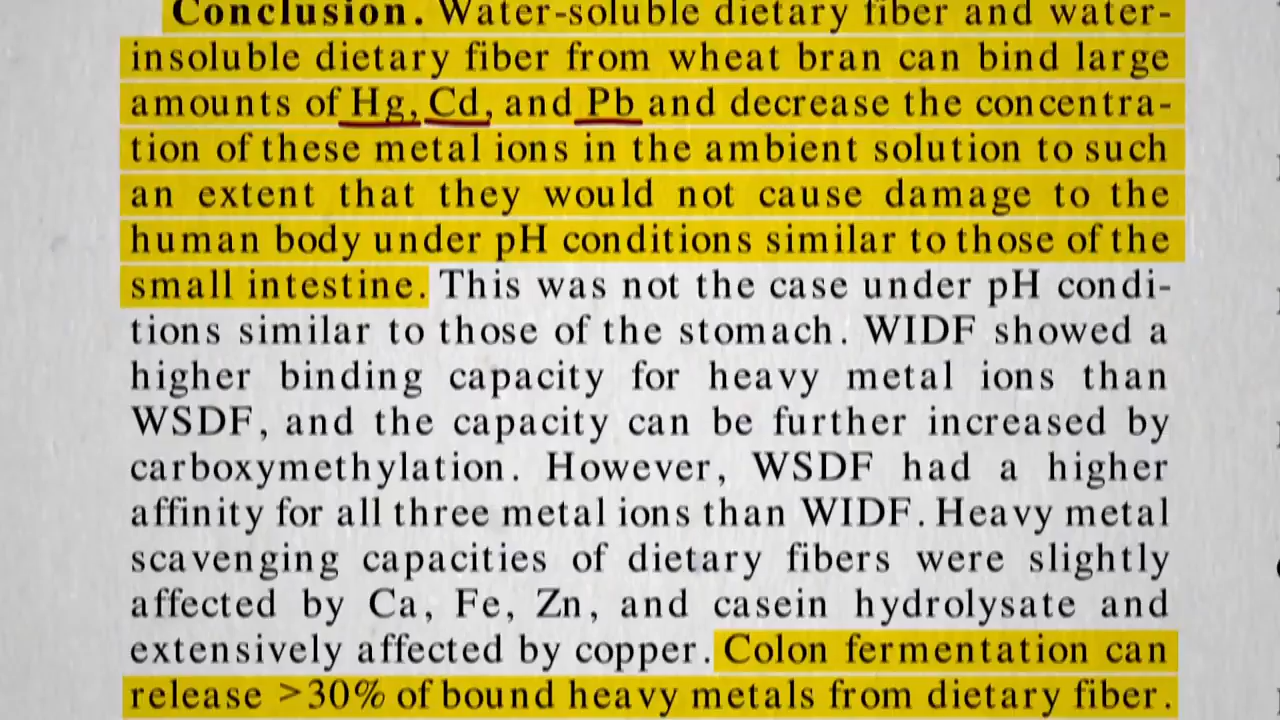 Conclusion. Water-soluble dietary fiber and water-
insoluble dietary fiber from wheat bran can bind large
amounts of Hg, Cd, and Pb and decrease the concentra-
tion of these metal ions in the ambient solution to such
an extent that they would not cause damage to the
human body under pH conditions similar to those of the
small intestine. This was not the case under pH condi-
tions similar to those of the stomach. WIDF showed a
higher binding capacity for heavy metal ions than
WSDF, and the capacity can be further increased by
carboxymethylation. However, WSDF had a higher
affinity for all three metal ions than WIDF. Heavy metal
scavenging capacities of dietary fibers were slightly
affected by Ca, Fe, Zn, and casein hydrolysate and
extensively affected by copper. Colon fermentation can
release >30% of bound heavy metals from dietary fiber.